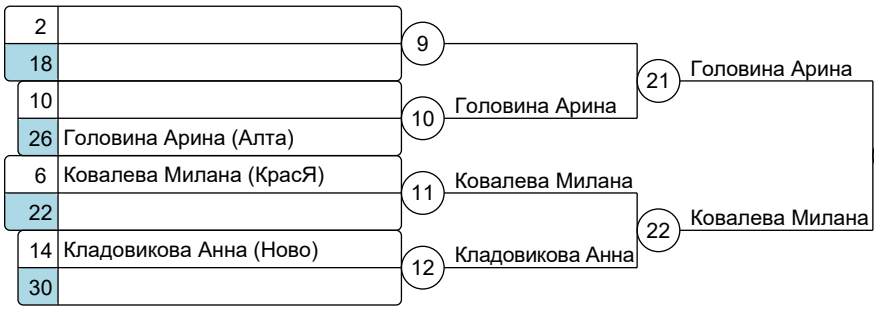 2
9
18
21 Головина Арина
10
10 Головина Арина
26 Головина Арина (Алта)
6 Ковалева Милана (КрасЯ)
11 Ковалева Милана
22
22 Ковалева Милана
14 Кладовикова Анна (Ново)
12 Кладовикова Анна
30